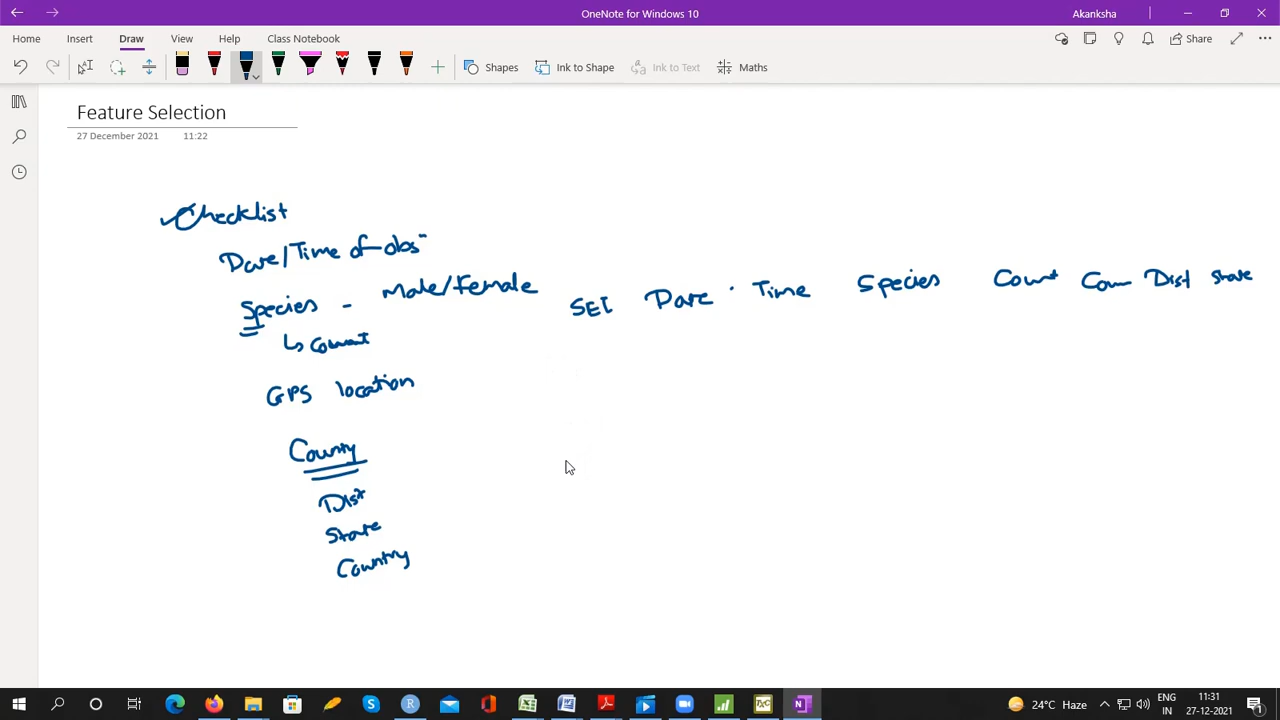 OneNote for Windows 10
Akanksha
Home Insert Draw View Help Class Notebook Share
Shapes Ink to Shape Ink to Text Maths
Feature Selection
27 December 2021 11:22
Checklist
Date/Time of obs
Species - Male/Female
↳ Count
GPS location
County
Dist
State
Country
SEI Date Time Species Count Coun Dist State
24°C Haze
ENG
IN
11:31
27-12-2021